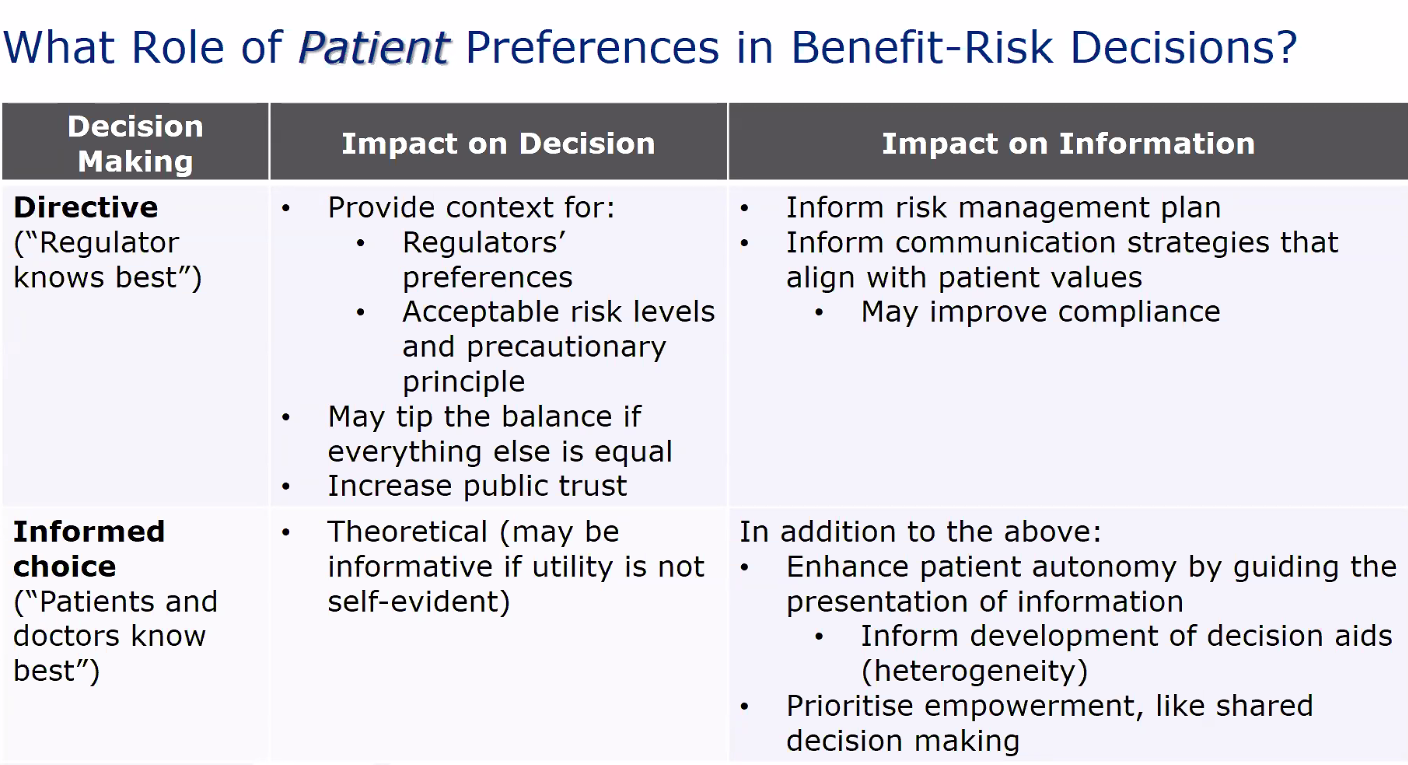 What Role of Patient Preferences in Benefit-Risk Decisions?
Decision
Making
Impact on Decision
Impact on Information
Directive
(“Regulator
knows best”)
• Provide context for:
• Regulators’
preferences
• Acceptable risk levels
and precautionary
principle
• May tip the balance if
everything else is equal
• Increase public trust
• Inform risk management plan
• Inform communication strategies that
align with patient values
• May improve compliance
Informed
choice
(“Patients and
doctors know
best”)
• Theoretical (may be
informative if utility is not
self-evident)
In addition to the above:
• Enhance patient autonomy by guiding the
presentation of information
• Inform development of decision aids
(heterogeneity)
• Prioritise empowerment, like shared
decision making